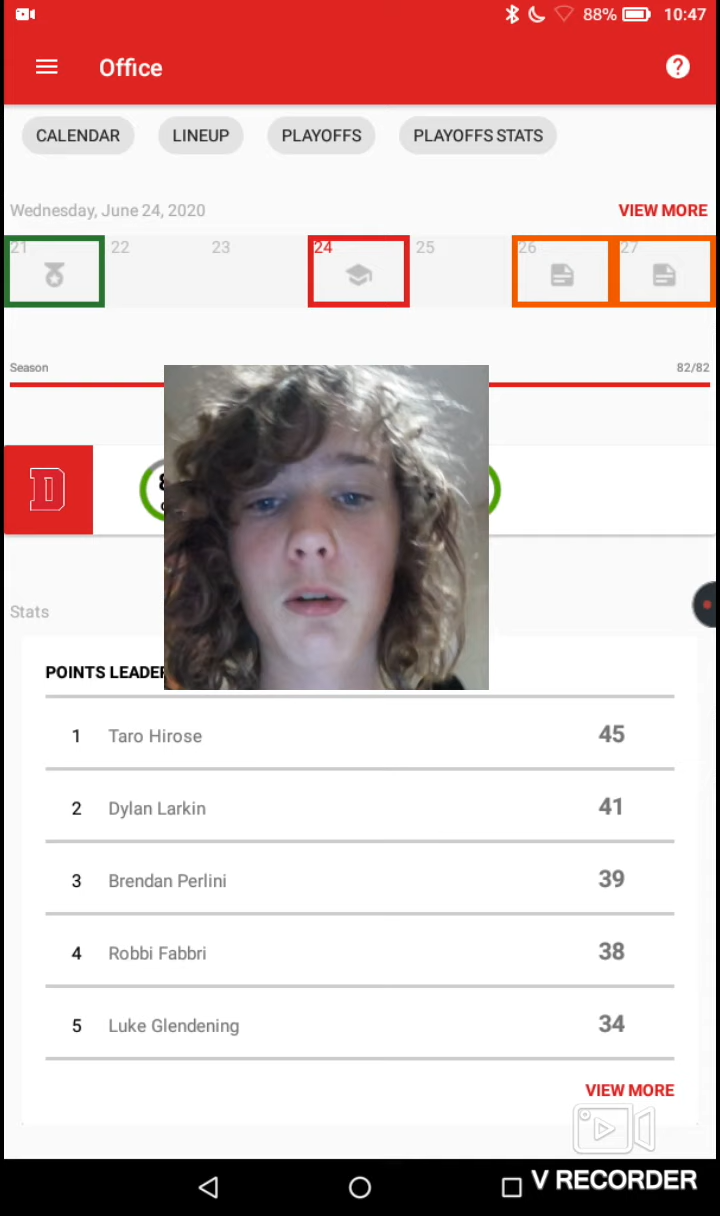 88% 10:47
Office
CALENDAR LINEUP PLAYOFFS PLAYOFFS STATS
Wednesday, June 24, 2020 VIEW MORE
21 22 23 24 25 26 27
Season 82/82
D
Stats
POINTS LEADER
1 Taro Hirose 45
2 Dylan Larkin 41
3 Brendan Perlini 39
4 Robbi Fabbri 38
5 Luke Glendening 34
VIEW MORE
V RECORDER